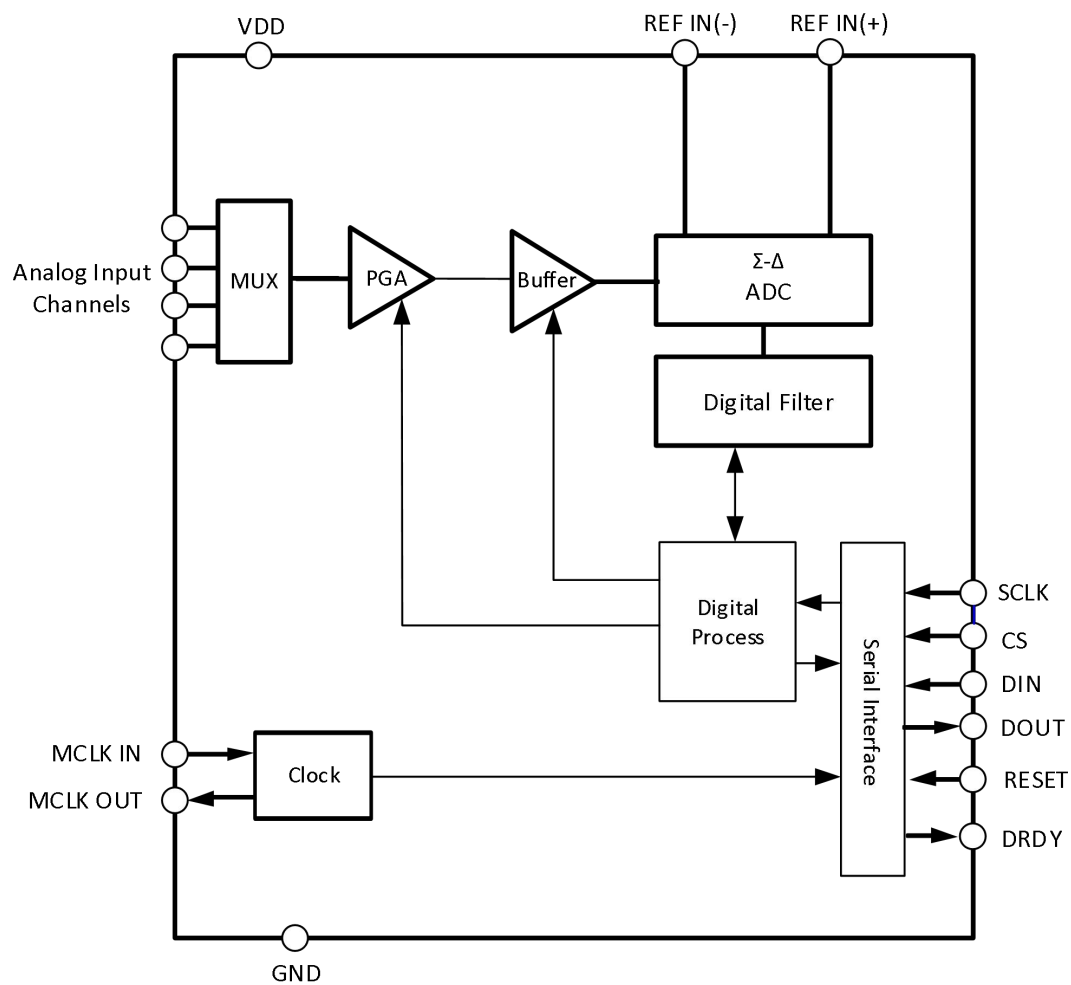 VDD
REF IN(-)
REF IN(+)
Analog Input
Channels
MUX
PGA
Buffer
Σ-Δ
ADC
Digital Filter
Digital
Process
Serial Interface
SCLK
CS
DIN
DOUT
RESET
DRDY
MCLK IN
MCLK OUT
Clock
GND